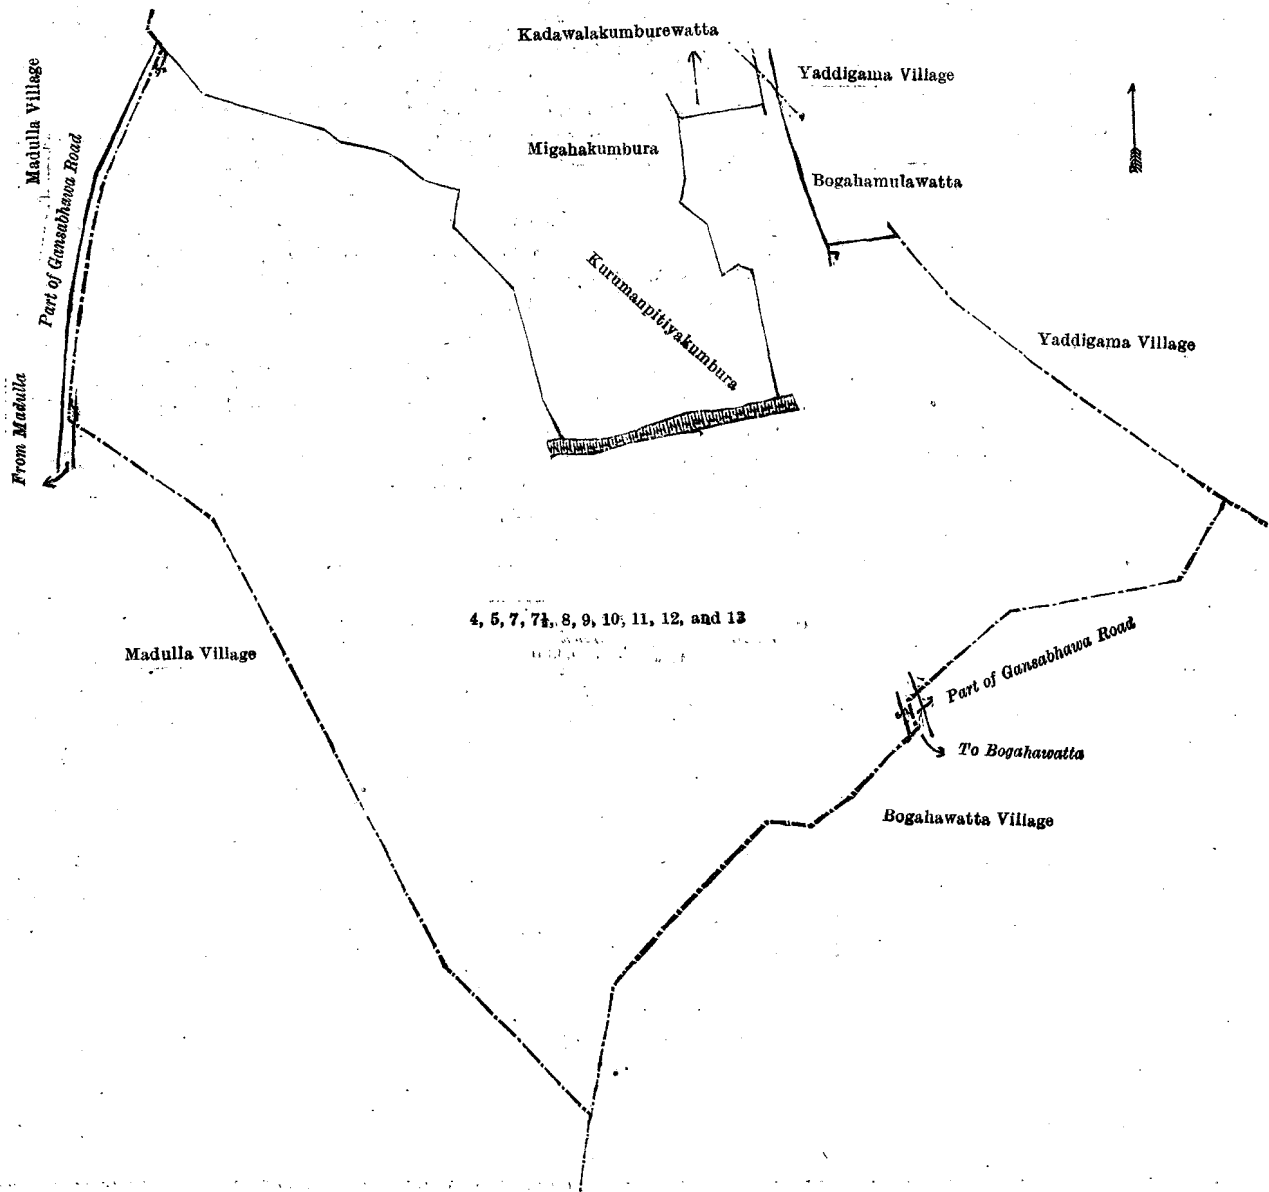 Kadawalakumburewatta
Yaddigama Village
Madulla Village
Part of Gansabhawa Road
Migahakumbura
Bogahamulawatta
Kurumanpitiyakumbura
Yaddigama Village
From Madulla
4, 5, 7, 7½, 8, 9, 10, 11, 12, and 13
Madulla Village
Part of Gansabhawa Road
To Bogahawatta
Bogahawatta Village